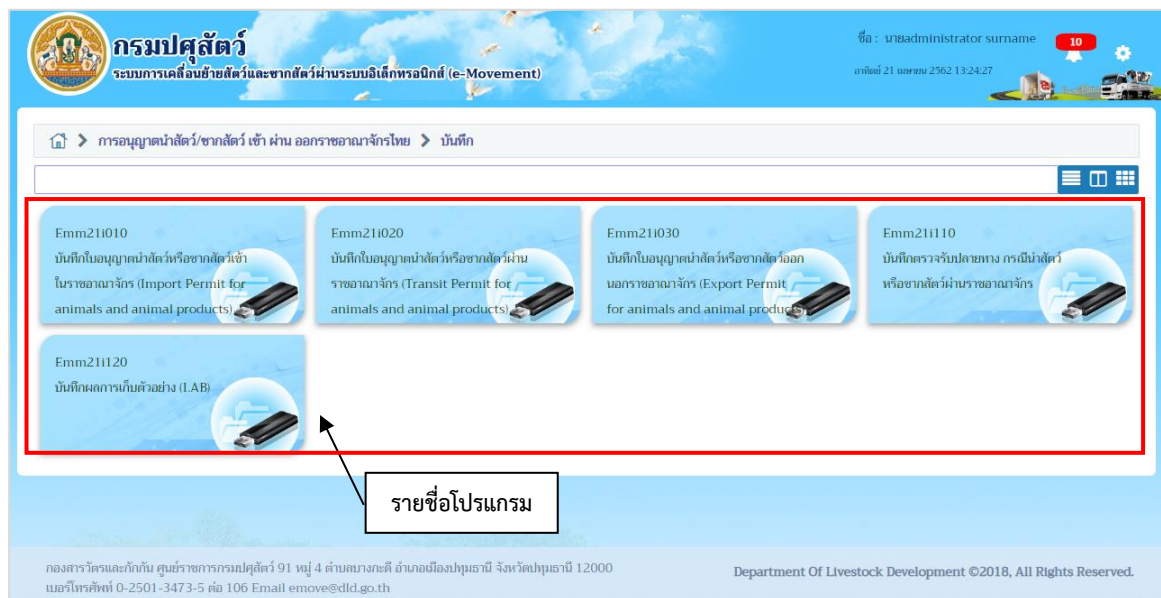 กรมปศุสัตว์
ระบบการเคลื่อนย้ายสัตว์และซากสัตว์ผ่านระบบอิเล็กทรอนิกส์ (e-Movement)
ชื่อ : นายadministrator surname
10
อาทิตย์ 21 เมษายน 2562 13:24:27
การอนุญาตนำสัตว์/ซากสัตว์ เข้า ผ่าน ออกราชอาณาจักรไทย > บันทึก
Emm21i010
บันทึกใบอนุญาตนำสัตว์หรือซากสัตว์เข้า
ในราชอาณาจักร (Import Permit for
animals and animal products)
Emm21i020
บันทึกใบอนุญาตนำสัตว์หรือซากสัตว์ผ่าน
ราชอาณาจักร (Transit Permit for
animals and animal products)
Emm21i030
บันทึกใบอนุญาตนำสัตว์หรือซากสัตว์ออก
นอกราชอาณาจักร (Export Permit
for animals and animal products)
Emm21i110
บันทึกตรวจรับปลายทาง กรณีนำสัตว์
หรือซากสัตว์ผ่านราชอาณาจักร
Emm21i120
บันทึกผลการเก็บตัวอย่าง (LAB)
รายชื่อโปรแกรม
กองสารวัตรและกักกัน ศูนย์ราชการกรมปศุสัตว์ 91 หมู่ 4 ตำบลบางกะดี อำเภอเมืองปทุมธานี จังหวัดปทุมธานี 12000
เบอร์โทรศัพท์ 0-2501-3473-5 ต่อ 106 Email emove@dld.go.th
Department Of Livestock Development ©2018, All Rights Reserved.